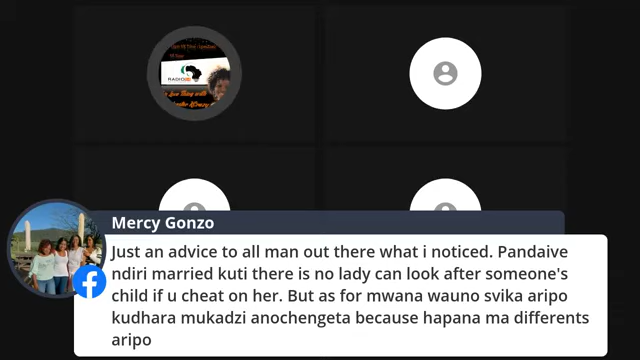 RADIO
Mercy Gonzo
Just an advice to all man out there what i noticed. Pandaive
ndiri married kuti there is no lady can look after someone's
child if u cheat on her. But as for mwana wauno svika aripo
kudhara mukadzi anochengeta because hapana ma differents
aripo